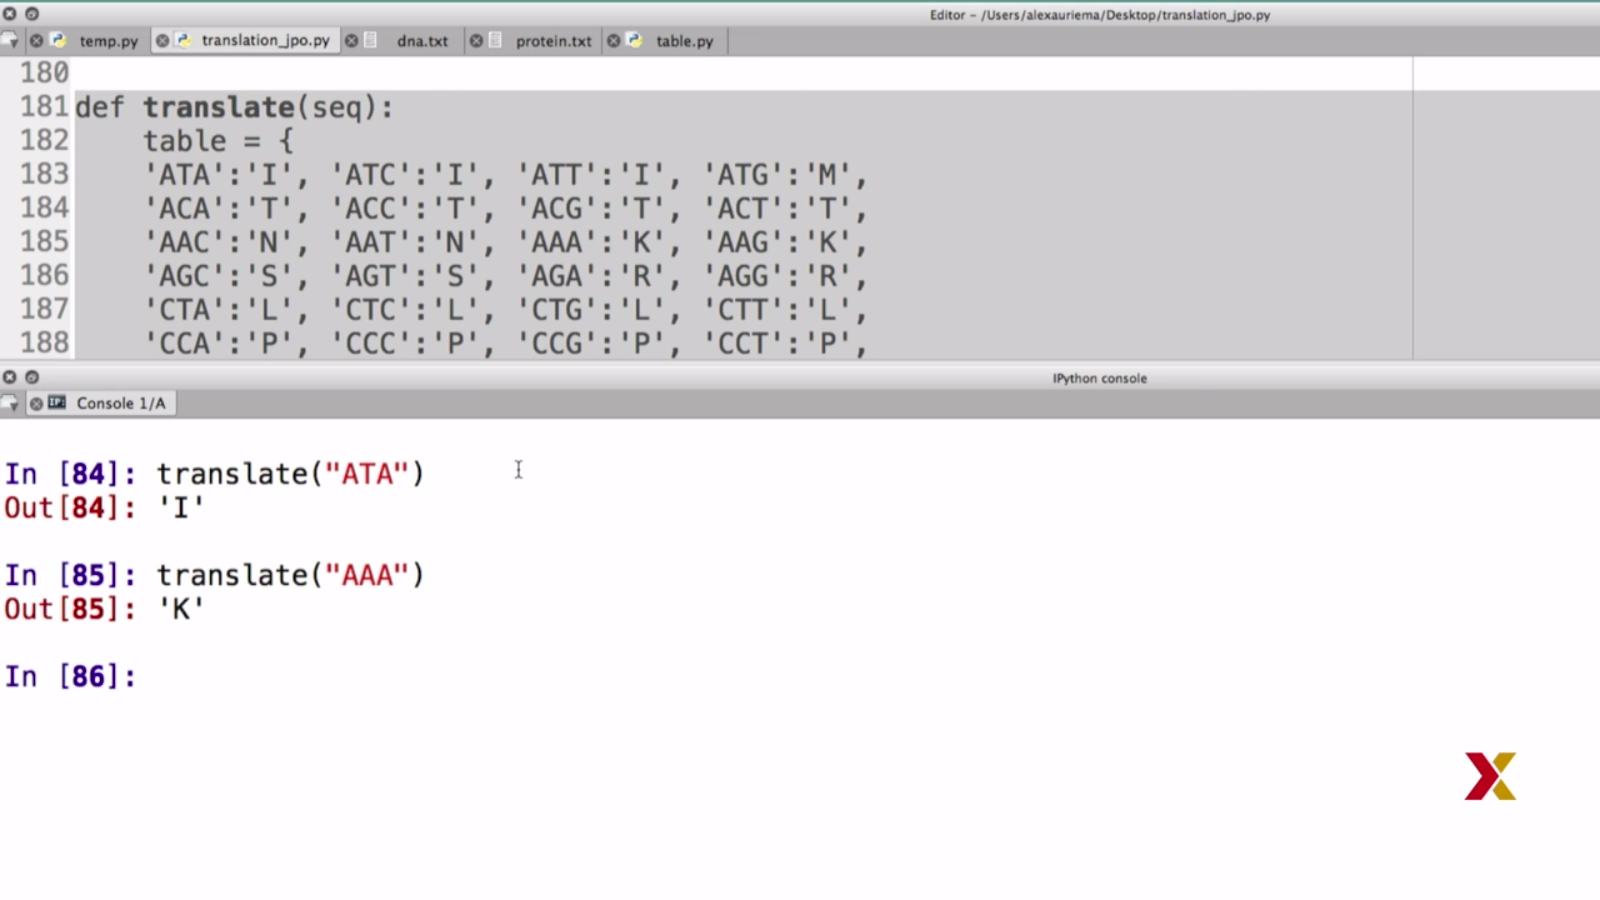 Editor – /Users/alexauriema/Desktop/translation_jpo.py
temp.py translation_jpo.py dna.txt protein.txt table.py
180
181 def translate(seq):
182 table = {
183 'ATA':'I', 'ATC':'I', 'ATT':'I', 'ATG':'M',
184 'ACA':'T', 'ACC':'T', 'ACG':'T', 'ACT':'T',
185 'AAC':'N', 'AAT':'N', 'AAA':'K', 'AAG':'K',
186 'AGC':'S', 'AGT':'S', 'AGA':'R', 'AGG':'R',
187 'CTA':'L', 'CTC':'L', 'CTG':'L', 'CTT':'L',
188 'CCA':'P', 'CCC':'P', 'CCG':'P', 'CCT':'P',
IPython console
IP: Console 1/A
In [84]: translate("ATA")
Out[84]: 'I'
In [85]: translate("AAA")
Out[85]: 'K'
In [86]:
X